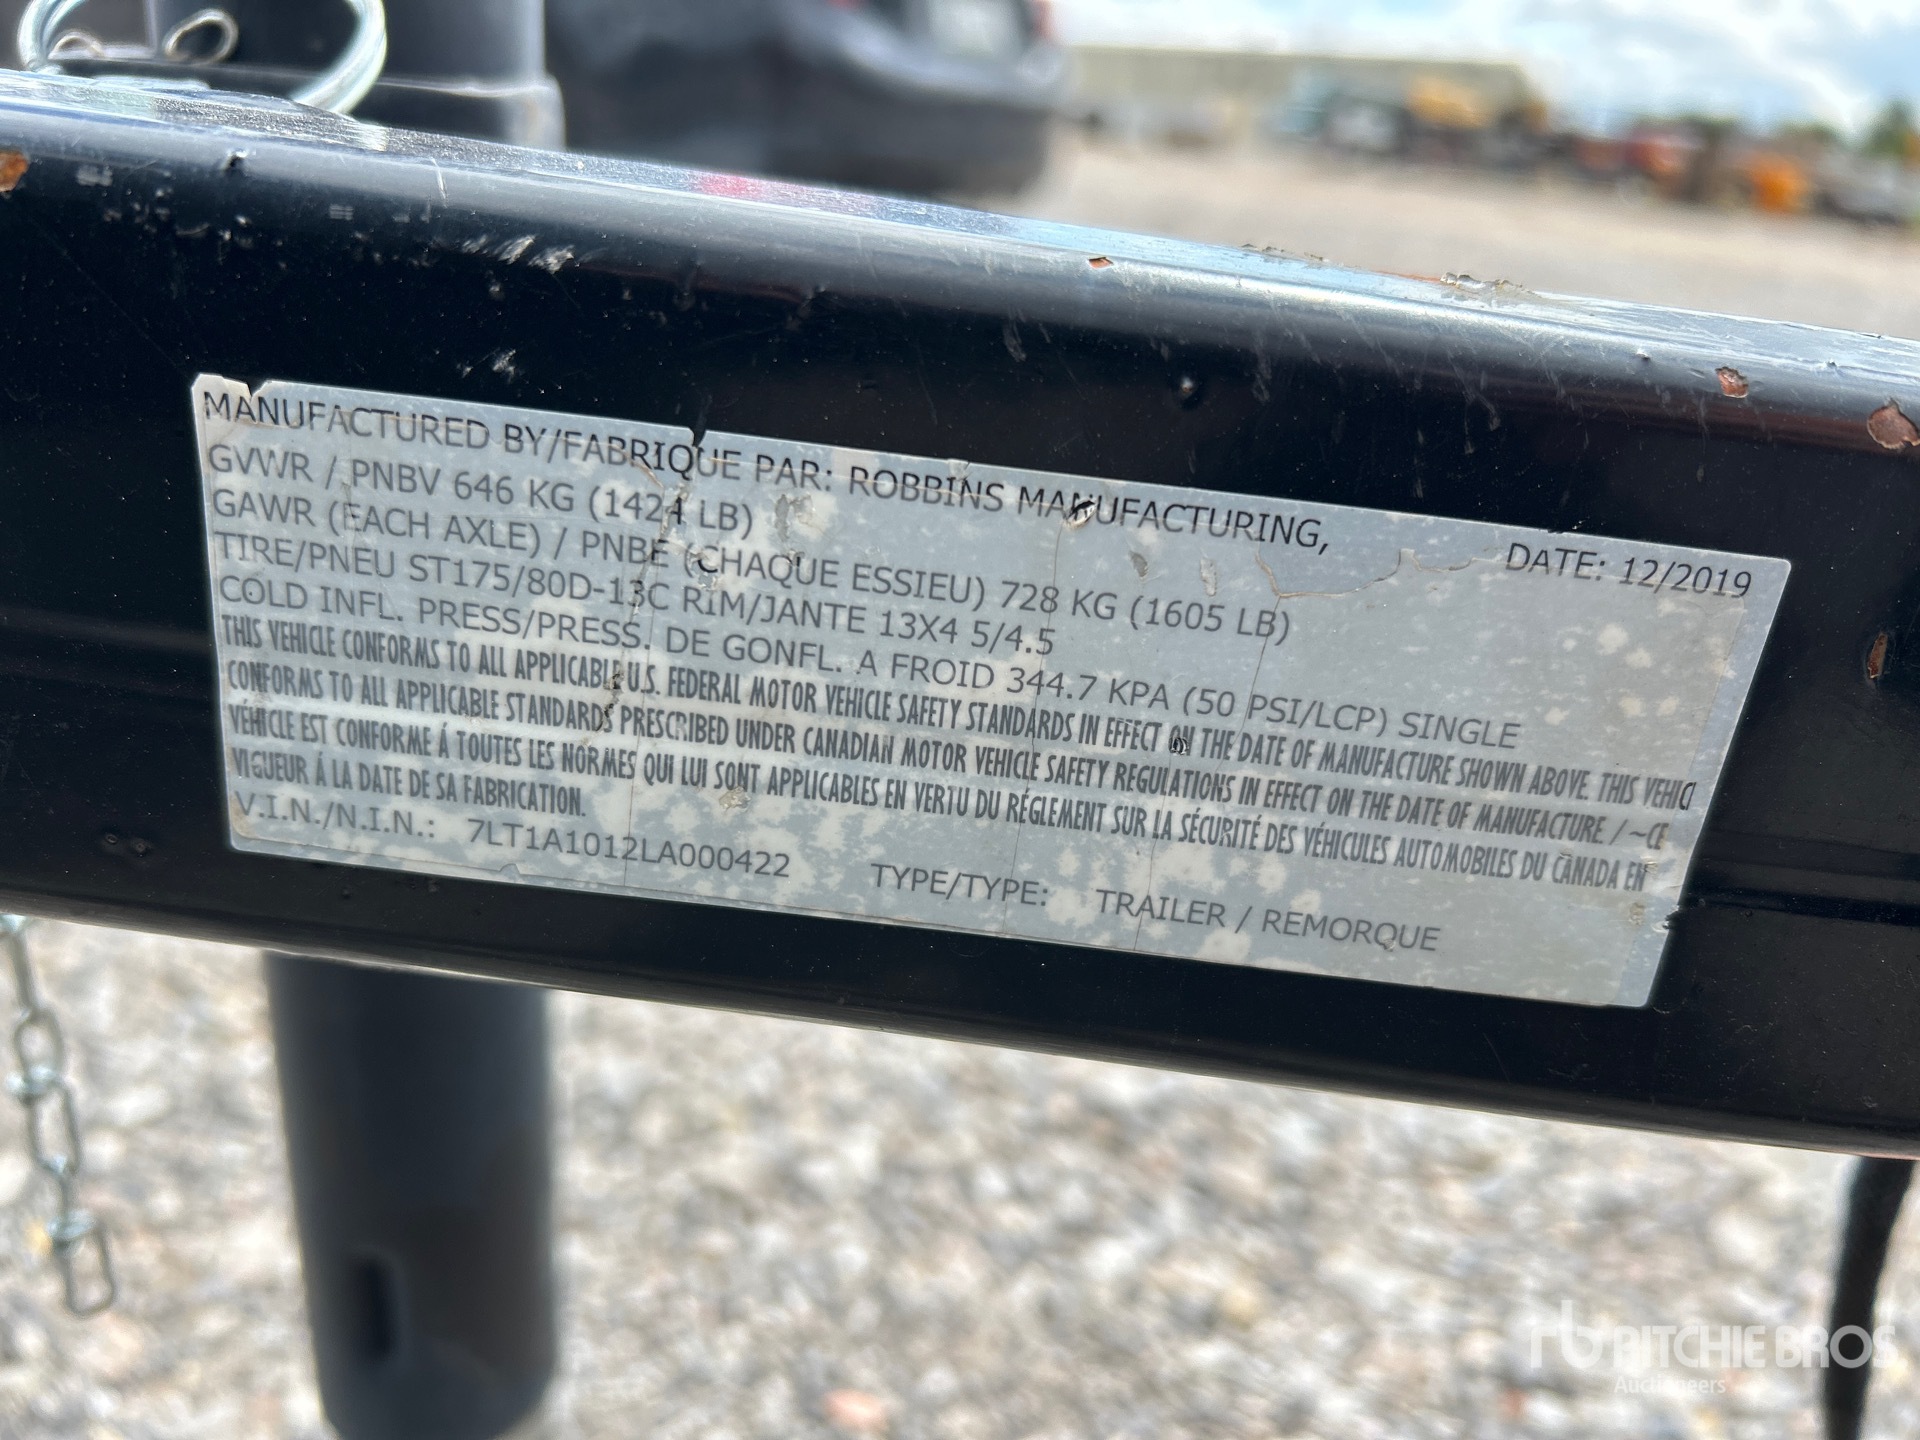 MANUFACTURED BY/FABRIQUE PAR: ROBBINS MANUFACTURING, DATE: 12/2019
GVWR / PNBV 646 KG (1424 LB)
GAWR (EACH AXLE) / PNBE (CHAQUE ESSIEU) 728 KG (1605 LB)
TIRE/PNEU ST175/80D-13C RIM/JANTE 13X4 5/4.5
COLD INFL. PRESS/PRESS. DE GONFL. A FROID 344.7 KPA (50 PSI/LCP) SINGLE
THIS VEHICLE CONFORMS TO ALL APPLICABLE U.S. FEDERAL MOTOR VEHICLE SAFETY STANDARDS IN EFFECT ON THE DATE OF MANUFACTURE SHOWN ABOVE. THIS VEHICL
CONFORMS TO ALL APPLICABLE STANDARDS PRESCRIBED UNDER CANADIAN MOTOR VEHICLE SAFETY REGULATIONS IN EFFECT ON THE DATE OF MANUFACTURE. / ~CE
VÉHICLE EST CONFORME Á TOUTES LES NORMES QUI LUI SONT APPLICABLES EN VERTU DU RÉGLEMENT SUR LA SÉCURITÉ DES VÉHICULES AUTOMOBILES DU CANADA EN
VIGUEUR Á LA DATE DE SA FABRICATION.
V.I.N./N.I.N.: 7LT1A1012LA000422 TYPE/TYPE: TRAILER / REMORQUE
rb RITCHIE BROS
Auctioneers